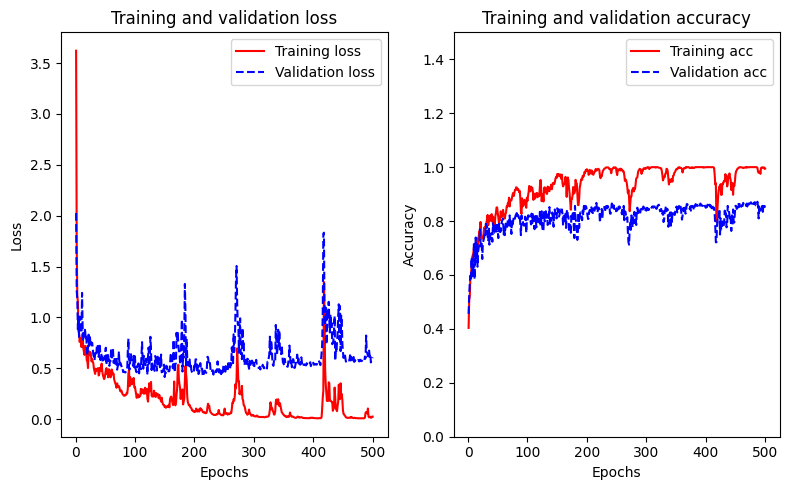 Training and validation loss
Training loss
Validation loss
3.5
3.0
2.5
2.0
1.5
1.0
0.5
0.0
Loss
0 100 200 300 400 500
Epochs
Training and validation accuracy
Training acc
Validation acc
1.4
1.2
1.0
0.8
0.6
0.4
0.2
0.0
Accuracy
0 100 200 300 400 500
Epochs